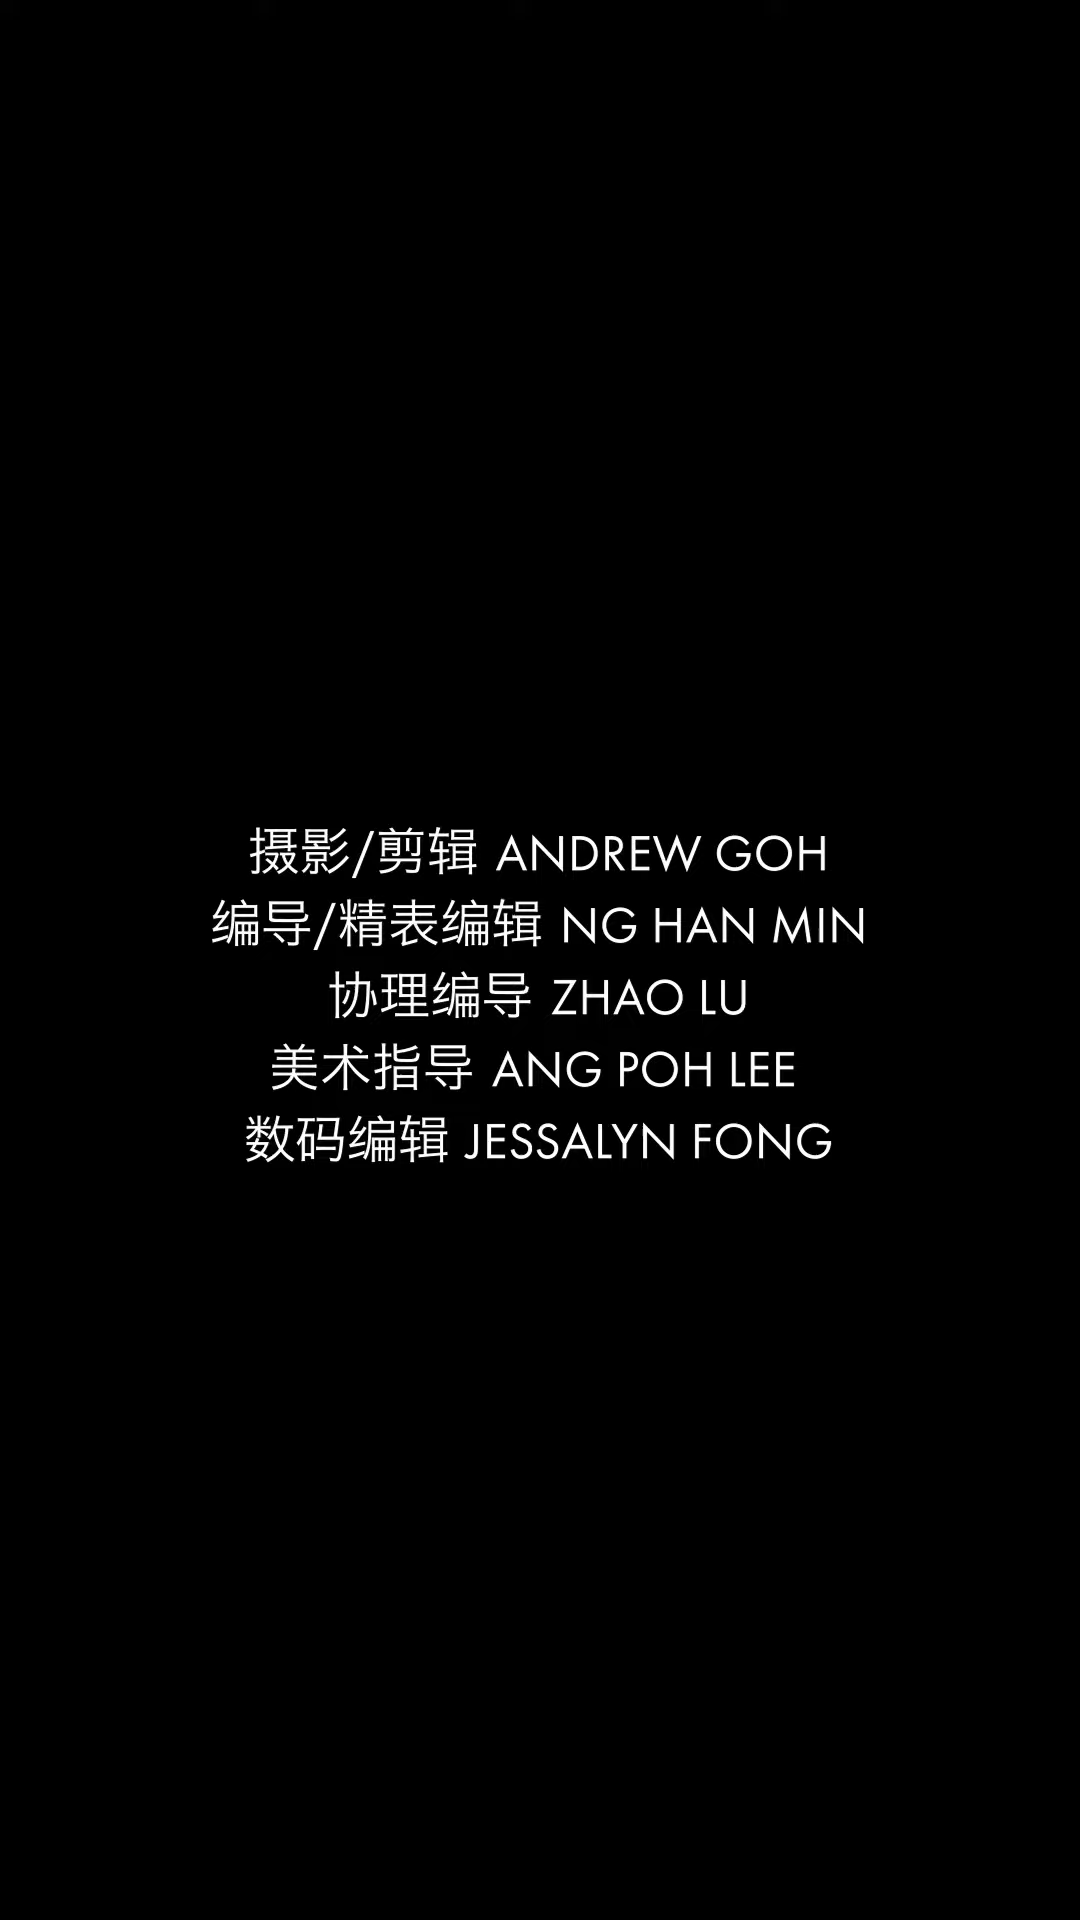 摄影/剪辑 ANDREW GOH
编导/精表编辑 NG HAN MIN
协理编导 ZHAO LU
美术指导 ANG POH LEE
数码编辑 JESSALYN FONG